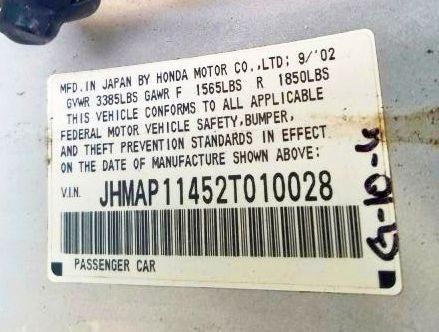 MFD.IN JAPAN BY HONDA MOTOR CO.,LTD; 9/'02
GVWR 3385LBS GAWR F 1565LBS R 1850LBS
THIS VEHICLE CONFORMS TO ALL APPLICABLE
FEDERAL MOTOR VEHICLE SAFETY,BUMPER,
AND THEFT PREVENTION STANDARDS IN EFFECT
ON THE DATE OF MANUFACTURE SHOWN ABOVE:
V.I.N. JHMAP11452T010028
PASSENGER CAR